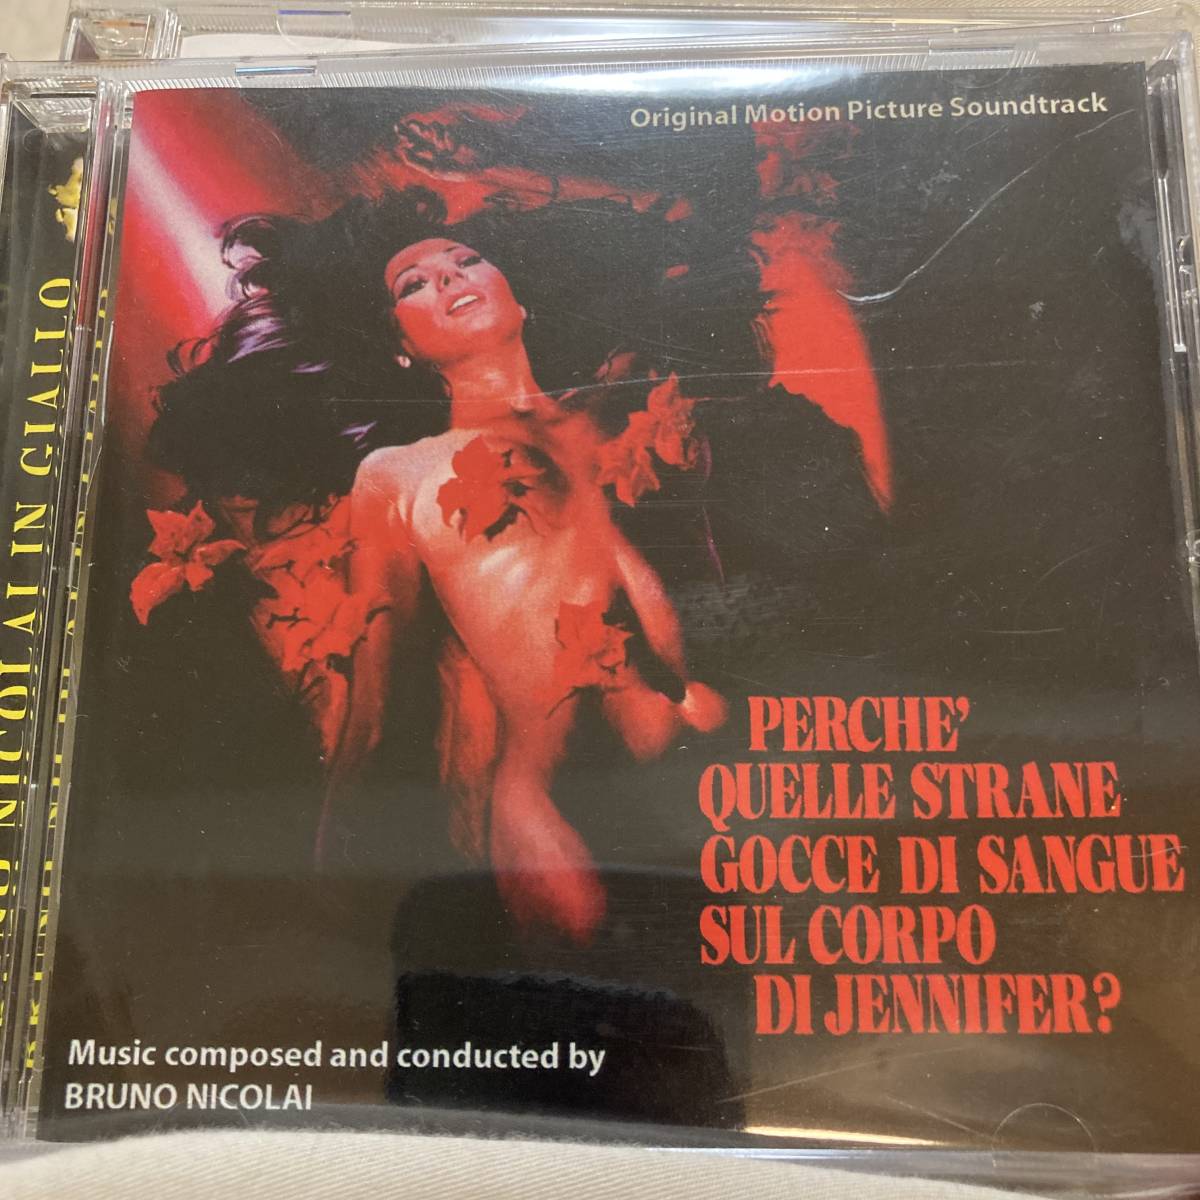 Original Motion Picture Soundtrack
PERCHE'
QUELLE STRANE
GOCCE DI SANGUE
SUL CORPO
DI JENNIFER?
Music composed and conducted by
BRUNO NICOLAI
NICOLAI IN GIALLO